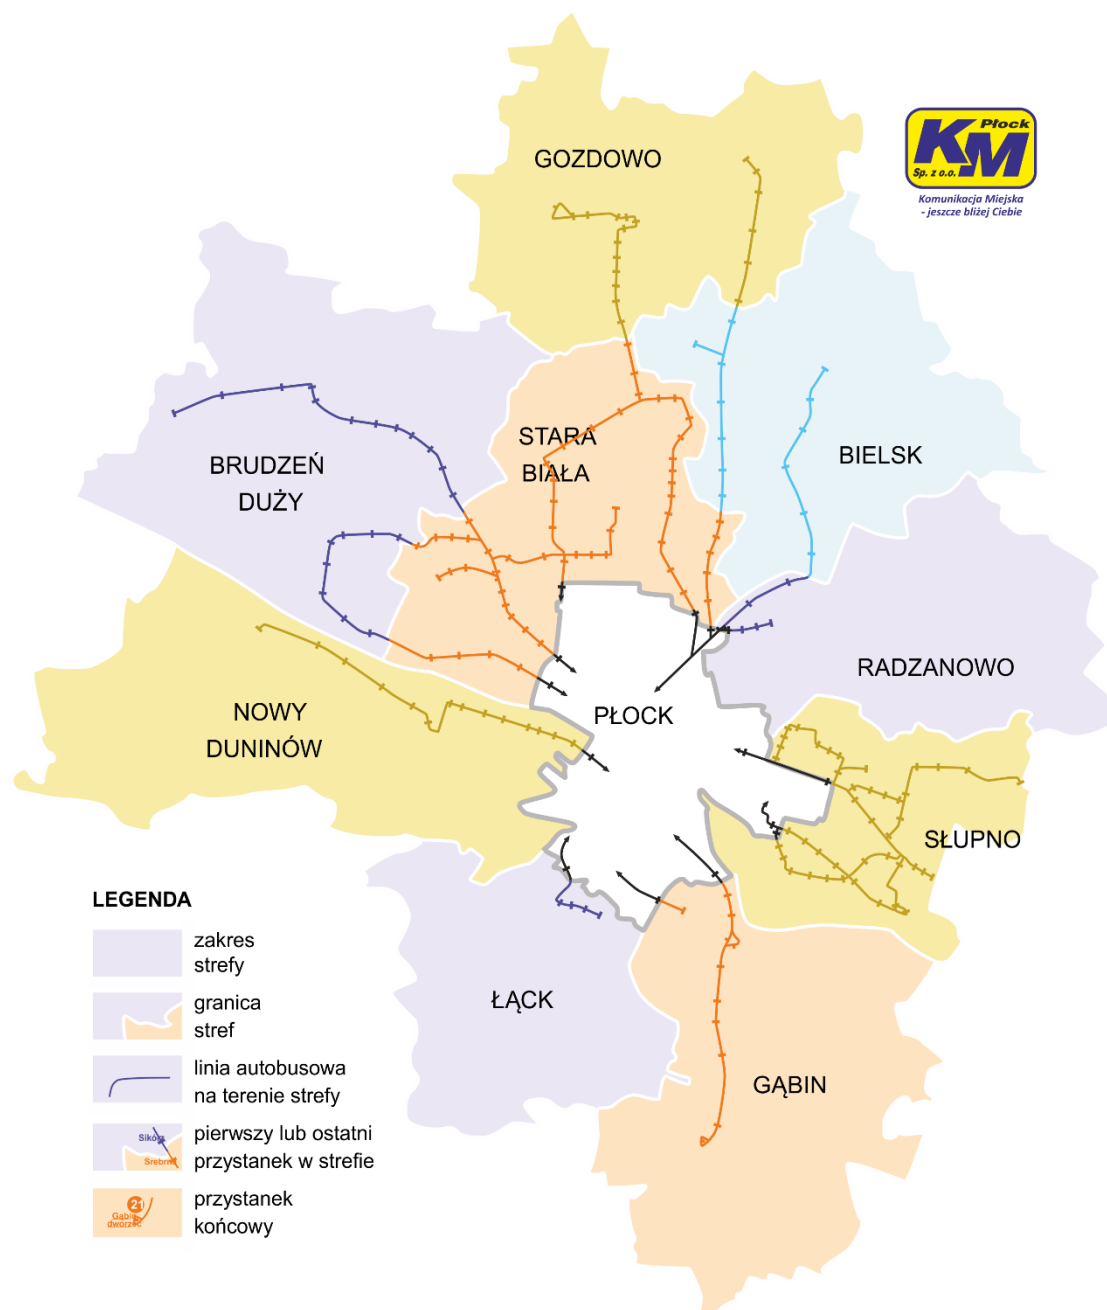 Płock
KM
Sp. z o.o.
Komunikacja Miejska
- jeszcze bliżej Ciebie
GOZDOWO
STARA
BIAŁA
BRUDZEŃ
DUŻY
BIELSK
RADZANOWO
NOWY
DUNINÓW
PŁOCK
SŁUPNO
ŁĄCK
GĄBIN
LEGENDA
zakres
strefy
granica
stref
linia autobusowa
na terenie strefy
pierwszy lub ostatni
przystanek w strefie
przystanek
końcowy
21